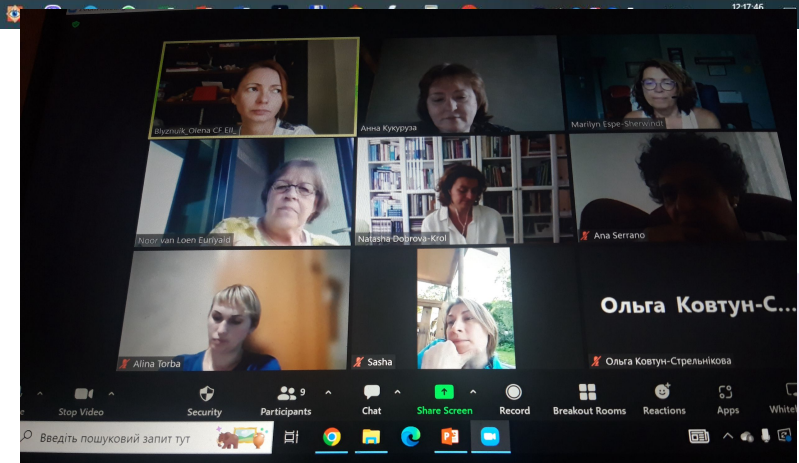 12:17:46
Blyzniuk_Olena CF EII_
Анна Кукуруза
Marilyn Espe-Sherwindt
Noor van Loen Eurlyaid
Natasha Dobrova-Krol
Ana Serrano
Alina Torba
Sasha
Ольга Ковтун-С...
Ольга Ковтун-Стрельнікова
Stop Video
Security
Participants
9
Chat
Share Screen
Record
Breakout Rooms
Reactions
Apps
Введіть пошуковий запит тут